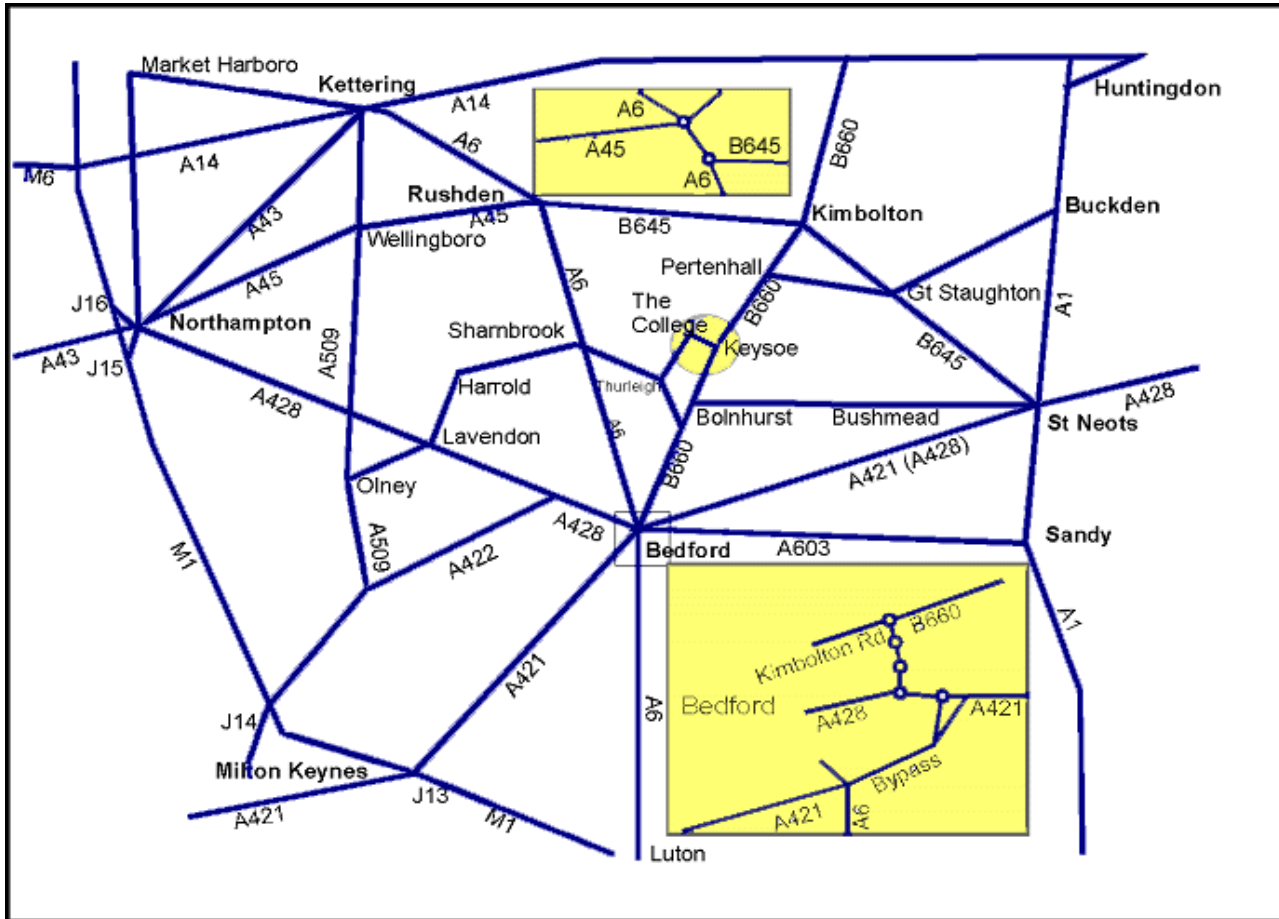 Market Harboro
Kettering
A14
A6
A6
A45
B645
A6
B660
Huntingdon
A14
M6
A43
Rushden
A45
Wellingboro
B645
Kimbolton
Buckden
A45
J16
Northampton
A43
J15
A509
A6
Pertenhall
The
College
B660
Gt Staughton
A1
Sharnbrook
Keysoe
B645
Harrold
Thurleigh
A428
A428
Lavendon
A6
Bolnhurst
Bushmead
St Neots
B660
A421 (A428)
Olney
A428
Bedford
A603
Sandy
M1
A509
A422
A1
A421
A6
Kimbolton Rd
B660
Bedford
A428
A421
Bypass
A421
A6
J14
Milton Keynes
J13
A421
M1
Luton